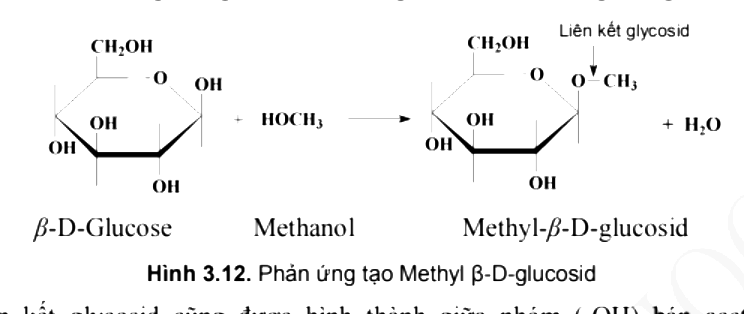 Liên kết glycosid
CH₂OH CH₂OH
O OH O O CH₃
OH + HOCH₃ OH + H₂O
OH OH
OH OH
β-D-Glucose Methanol Methyl-β-D-glucosid
Hình 3.12. Phản ứng tạo Methyl β-D-glucosid